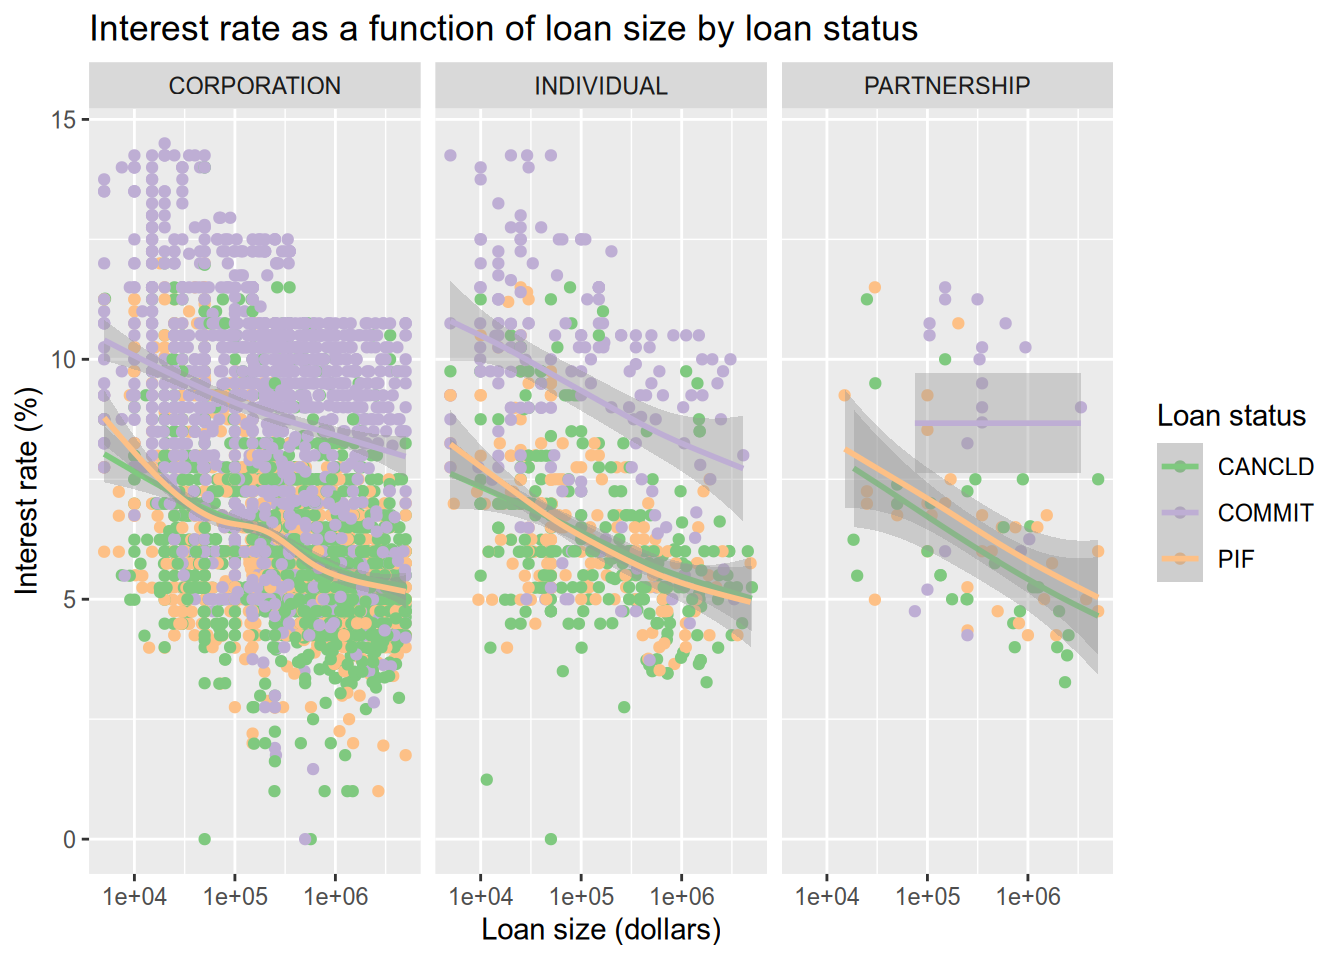 Interest rate as a function of loan size by loan status
CORPORATION
INDIVIDUAL
PARTNERSHIP
15
10
5
0
Interest rate (%)
1e+04
1e+05
1e+06
1e+04
1e+05
1e+06
1e+04
1e+05
1e+06
Loan size (dollars)
Loan status
CANCLD
COMMIT
PIF